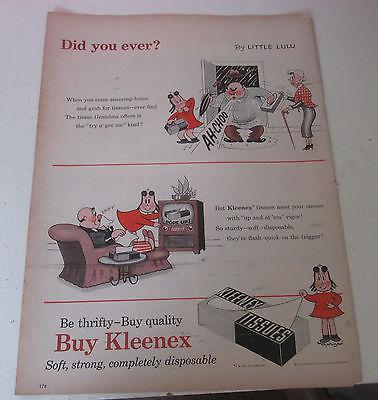 Did you ever?
By LITTLE LULU
When you come sneezing home
and grab for tissues—ever find
The tissue Grandma offers is
the "try n' get me" kind?
AH-CHOO
POPS UP!
But Kleenex* tissues meet your sneeze
with "up and at 'em" vigor!
So sturdy—soft—disposable,
they're flash-quick on the trigger!
Be thrifty—Buy quality
Buy Kleenex
Soft, strong, completely disposable
KLEENEX
TISSUES
176